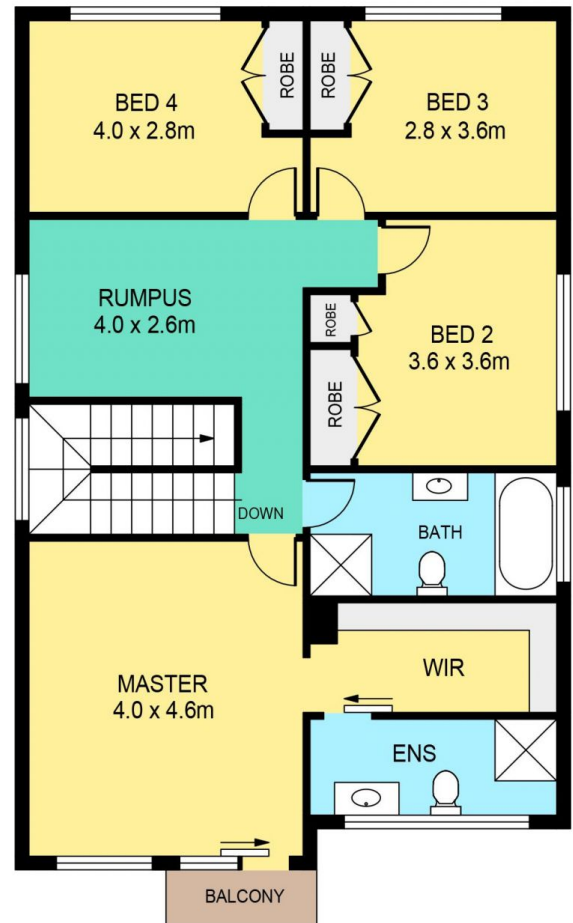 BED 4
4.0 x 2.8m
ROBE
ROBE
BED 3
2.8 x 3.6m
RUMPUS
4.0 x 2.6m
ROBE
BED 2
3.6 x 3.6m
ROBE
DOWN
BATH
MASTER
4.0 x 4.6m
WIR
ENS
BALCONY